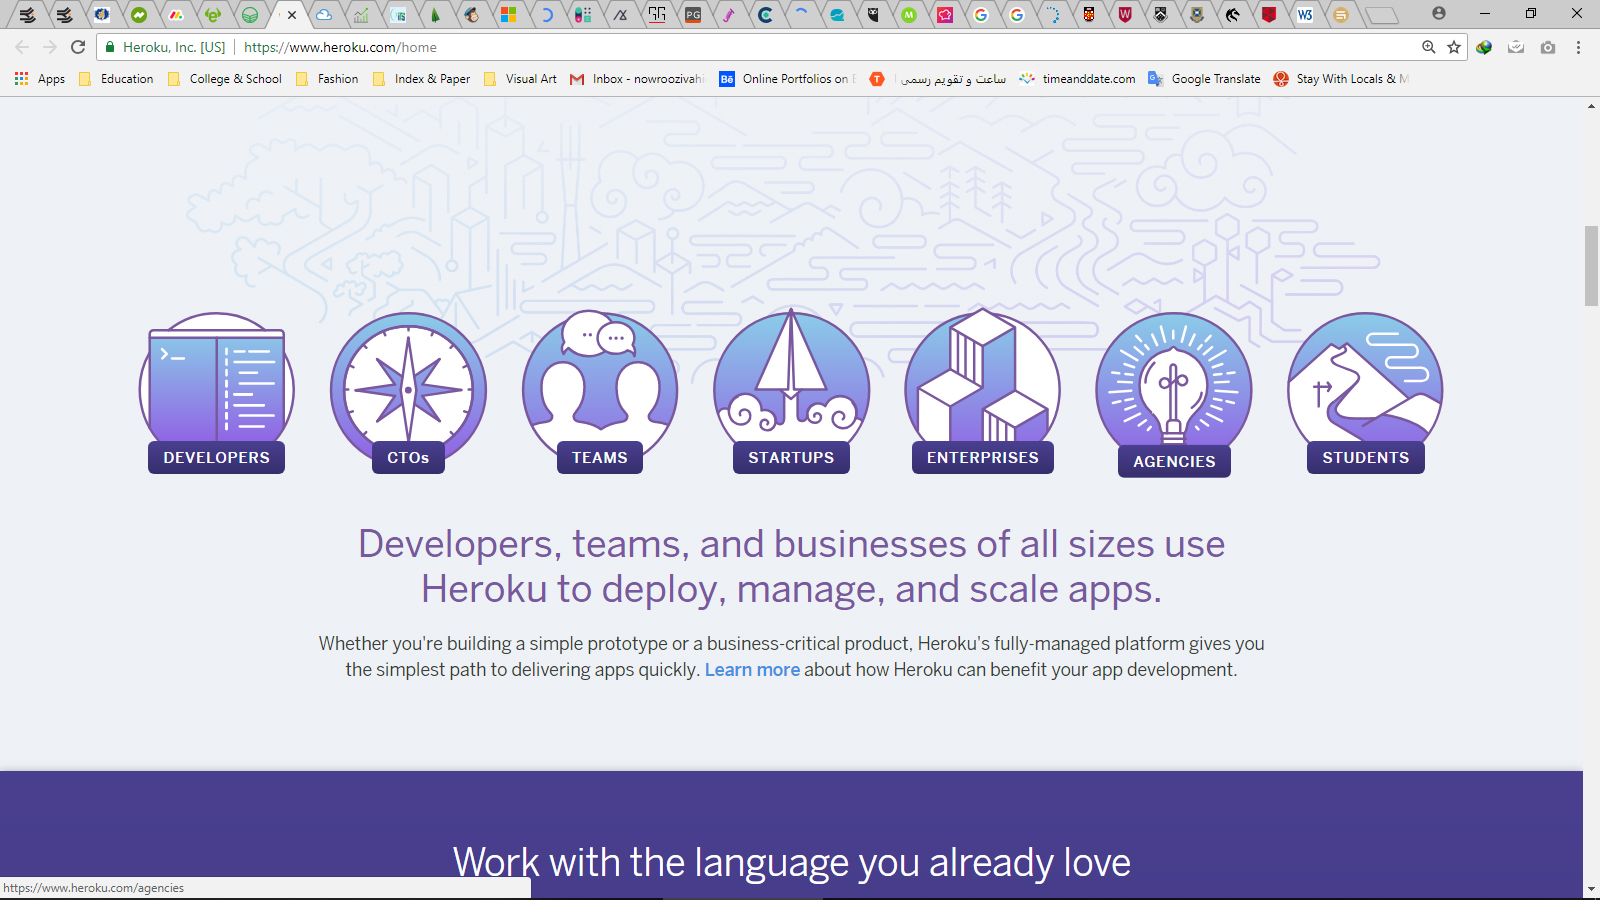 Heroku, Inc. [US] https://www.heroku.com/home
Apps Education College & School Fashion Index & Paper Visual Art Inbox - nowroozivah Online Portfolios on ساعت و تقویم رسمی timeanddate.com Google Translate Stay With Locals & M
DEVELOPERS CTOs TEAMS STARTUPS ENTERPRISES AGENCIES STUDENTS
Developers, teams, and businesses of all sizes use
Heroku to deploy, manage, and scale apps.
Whether you're building a simple prototype or a business-critical product, Heroku's fully-managed platform gives you
the simplest path to delivering apps quickly. Learn more about how Heroku can benefit your app development.
Work with the language you already love
https://www.heroku.com/agencies